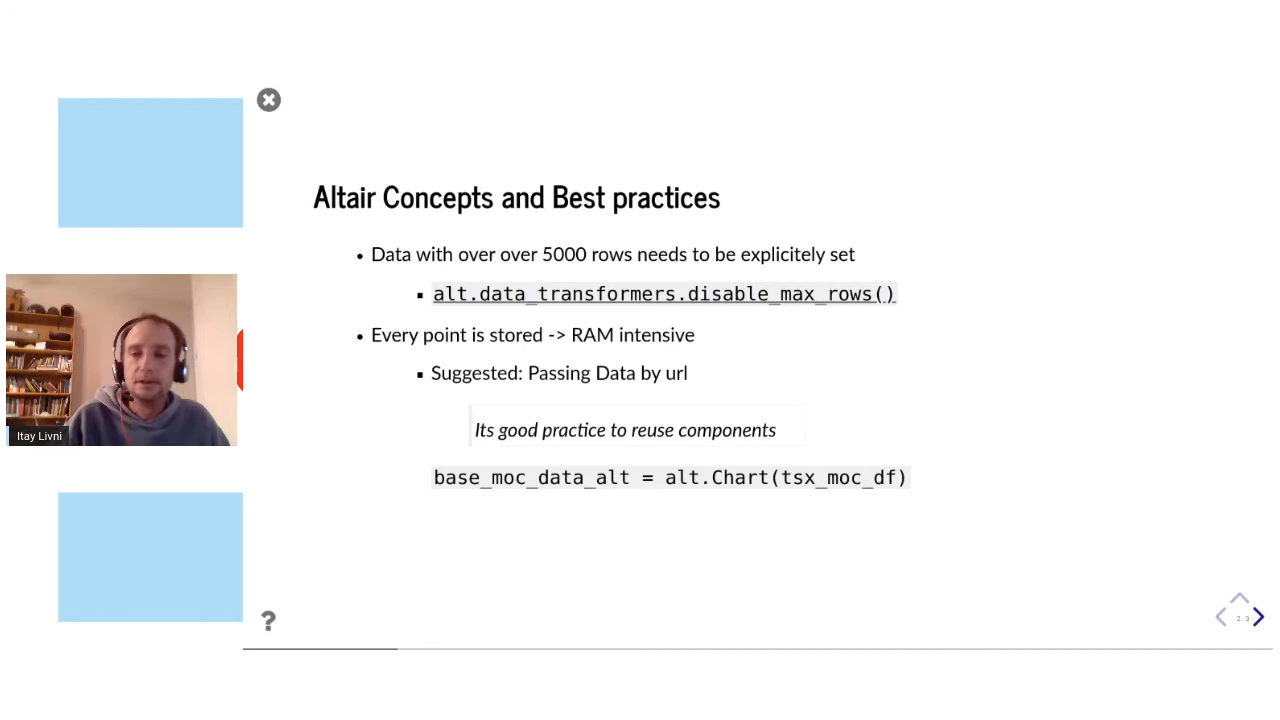 Altair Concepts and Best practices
Data with over over 5000 rows needs to be explicitely set
alt.data_transformers.disable_max_rows()
Every point is stored -> RAM intensive
Suggested: Passing Data by url
Its good practice to reuse components
base_moc_data_alt = alt.Chart(tsx_moc_df)
Itay Livni
?
2.3